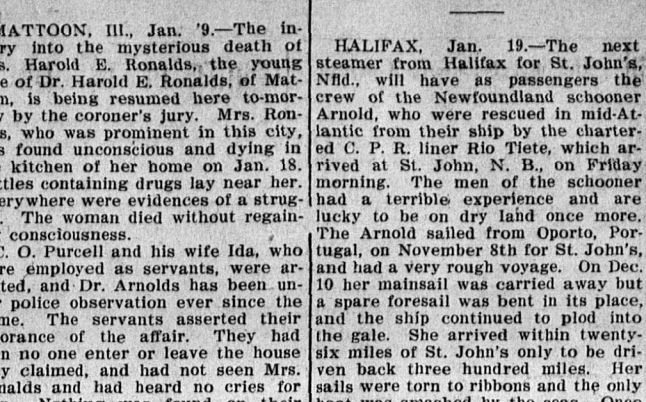 MATTOON, Ill., Jan. '9.—The in-
ry into the mysterious death of
s. Harold E. Ronalds, the young
e of Dr. Harold E. Ronalds, of Mat-
n, is being resumed here to-mor-
y by the coroner's jury. Mrs. Ron-
s, who was prominent in this city,
s found unconscious and dying in
kitchen of her home on Jan. 18.
ttles containing drugs lay near her.
erywhere were evidences of a strug-
. The woman died without regain-
consciousness.
C. O. Purcell and his wife Ida, who
re employed as servants, were ar-
ted, and Dr. Arnolds has been un-
police observation ever since the
me. The servants asserted their
orance of the affair. They had
n no one enter or leave the house
y claimed, and had not seen Mrs.
nalds and had heard no cries for
HALIFAX, Jan. 19.—The next
steamer from Halifax for St. John's,
Nfld., will have as passengers the
crew of the Newfoundland schooner
Arnold, who were rescued in mid-At-
lantic from their ship by the charter-
ed C. P. R. liner Rio Tiete, which ar-
rived at St. John, N. B., on Friday
morning. The men of the schooner
had a terrible experience and are
lucky to be on dry land once more.
The Arnold sailed from Oporto, Por-
tugal, on November 8th for St. John's,
and had a very rough voyage. On Dec.
10 her mainsail was carried away but
a spare foresail was bent in its place,
and the ship continued to plod into
the gale. She arrived within twenty-
six miles of St. John's only to be dri-
ven back three hundred miles. Her
sails were torn to ribbons and the only